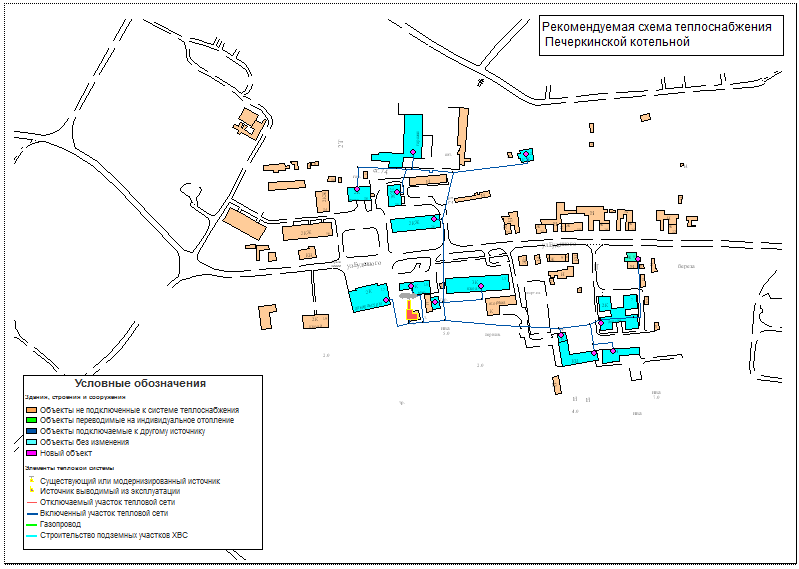 Рекомендуемая схема теплоснабжения
Печеркинской котельной
Условные обозначения
Здания, строения и сооружения
Объекты не подключенные к системе теплоснабжения
Объекты переводимые на индивидуальное отопление
Объекты подключаемые к другому источнику
Объекты без изменения
Новый объект
Элементы тепловой системы
Существующий или модернизированный источник
Источник выводимый из эксплуатации
Отключаемый участок тепловой сети
Включенный участок тепловой сети
Газопровод
Строительство подземных участков ХВС